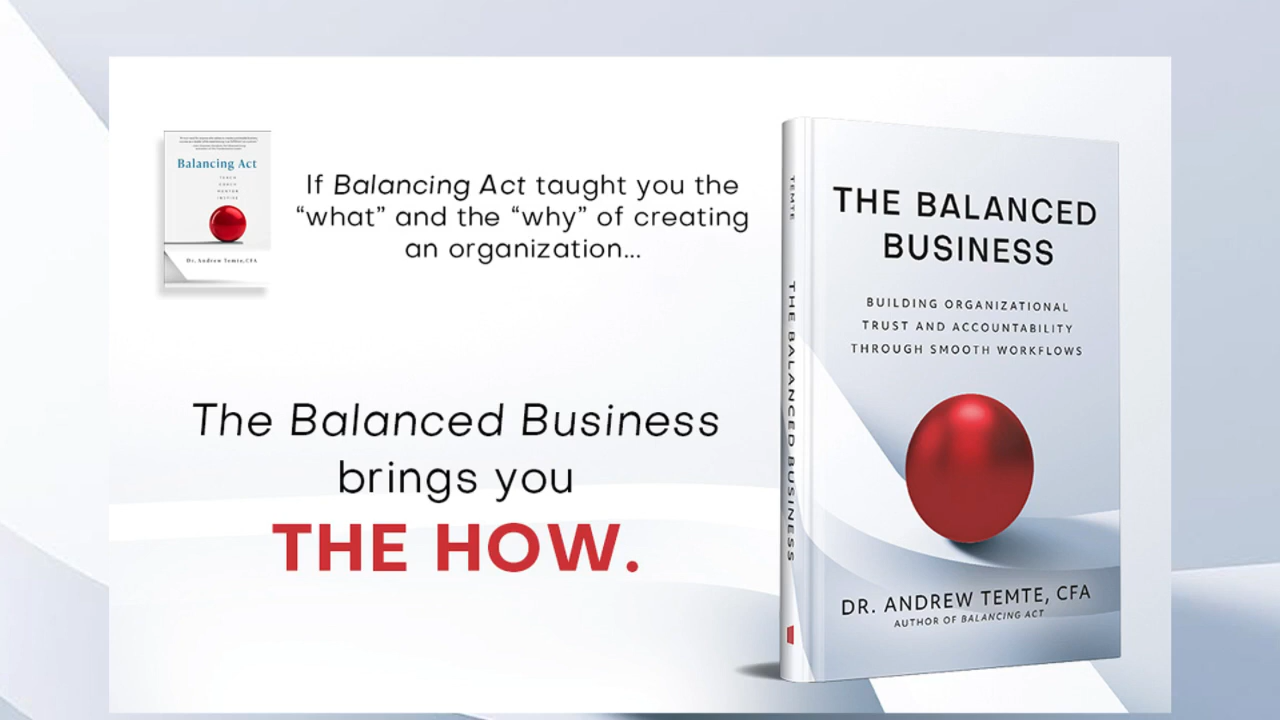 Balancing Act
TEACH
COACH
MENTOR
INSPIRE
Dr. Andrew Temte, CFA
If Balancing Act taught you the
“what” and the “why” of creating
an organization...
The Balanced Business
brings you
THE HOW.
TEMTE
THE BALANCED BUSINESS
THE BALANCED
BUSINESS
BUILDING ORGANIZATIONAL
TRUST AND ACCOUNTABILITY
THROUGH SMOOTH WORKFLOWS
DR. ANDREW TEMTE, CFA
AUTHOR OF BALANCING ACT